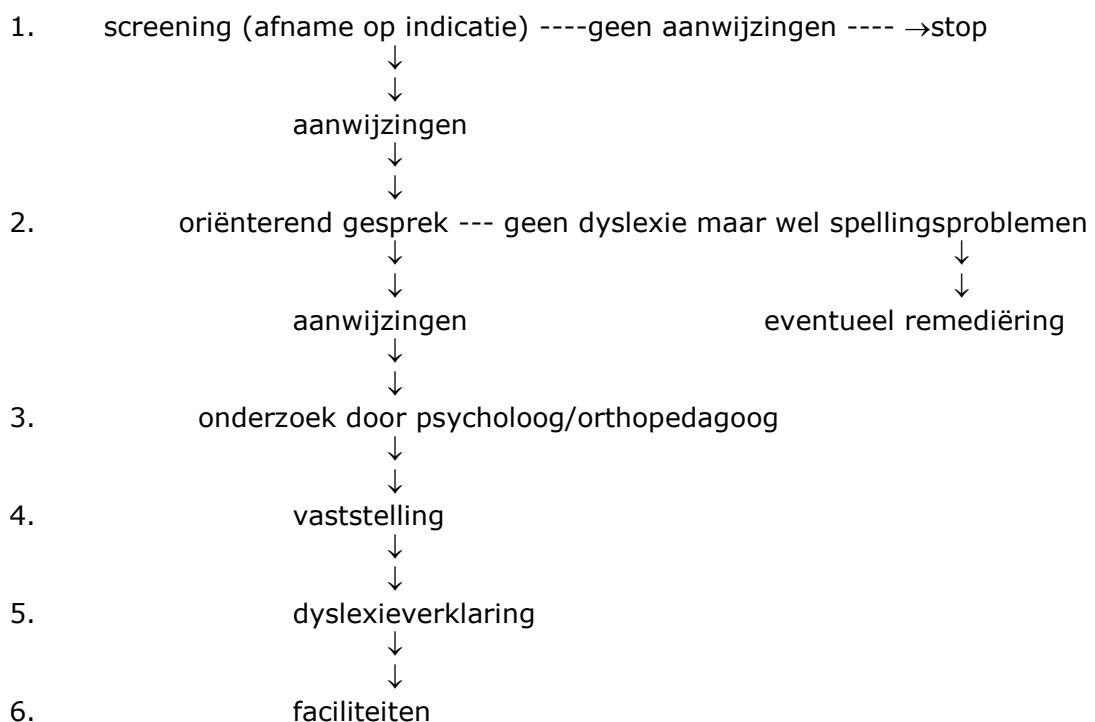 1. screening (afname op indicatie) ----geen aanwijzingen ---- →stop
↓
↓
aanwijzingen
↓
↓
2. oriënterend gesprek --- geen dyslexie maar wel spellingsproblemen
↓ ↓
↓ ↓
aanwijzingen eventueel remediëring
↓
↓
3. onderzoek door psycholoog/orthopedagoog
↓
↓
4. vaststelling
↓
↓
5. dyslexieverklaring
↓
↓
6. faciliteiten